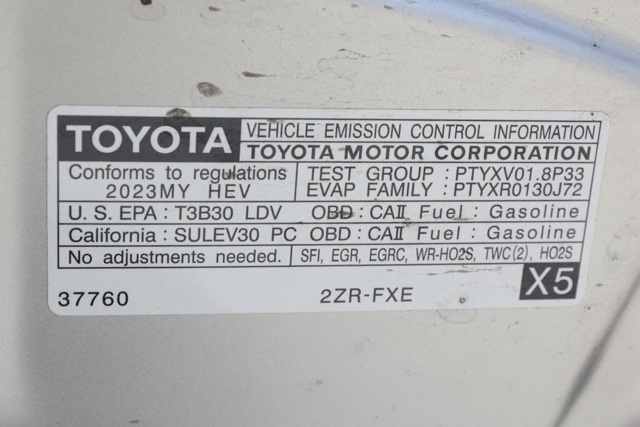 TOYOTA VEHICLE EMISSION CONTROL INFORMATION
TOYOTA MOTOR CORPORATION
Conforms to regulations TEST GROUP : PTYXV01.8P33
2023MY HEV EVAP FAMILY : PTYXR0130J72
U. S. EPA : T3B30 LDV OBD : CAII Fuel : Gasoline
California : SULEV30 PC OBD : CAII Fuel : Gasoline
No adjustments needed. SFI, EGR, EGRC, WR-HO2S, TWC(2), HO2S
37760 2ZR-FXE X5